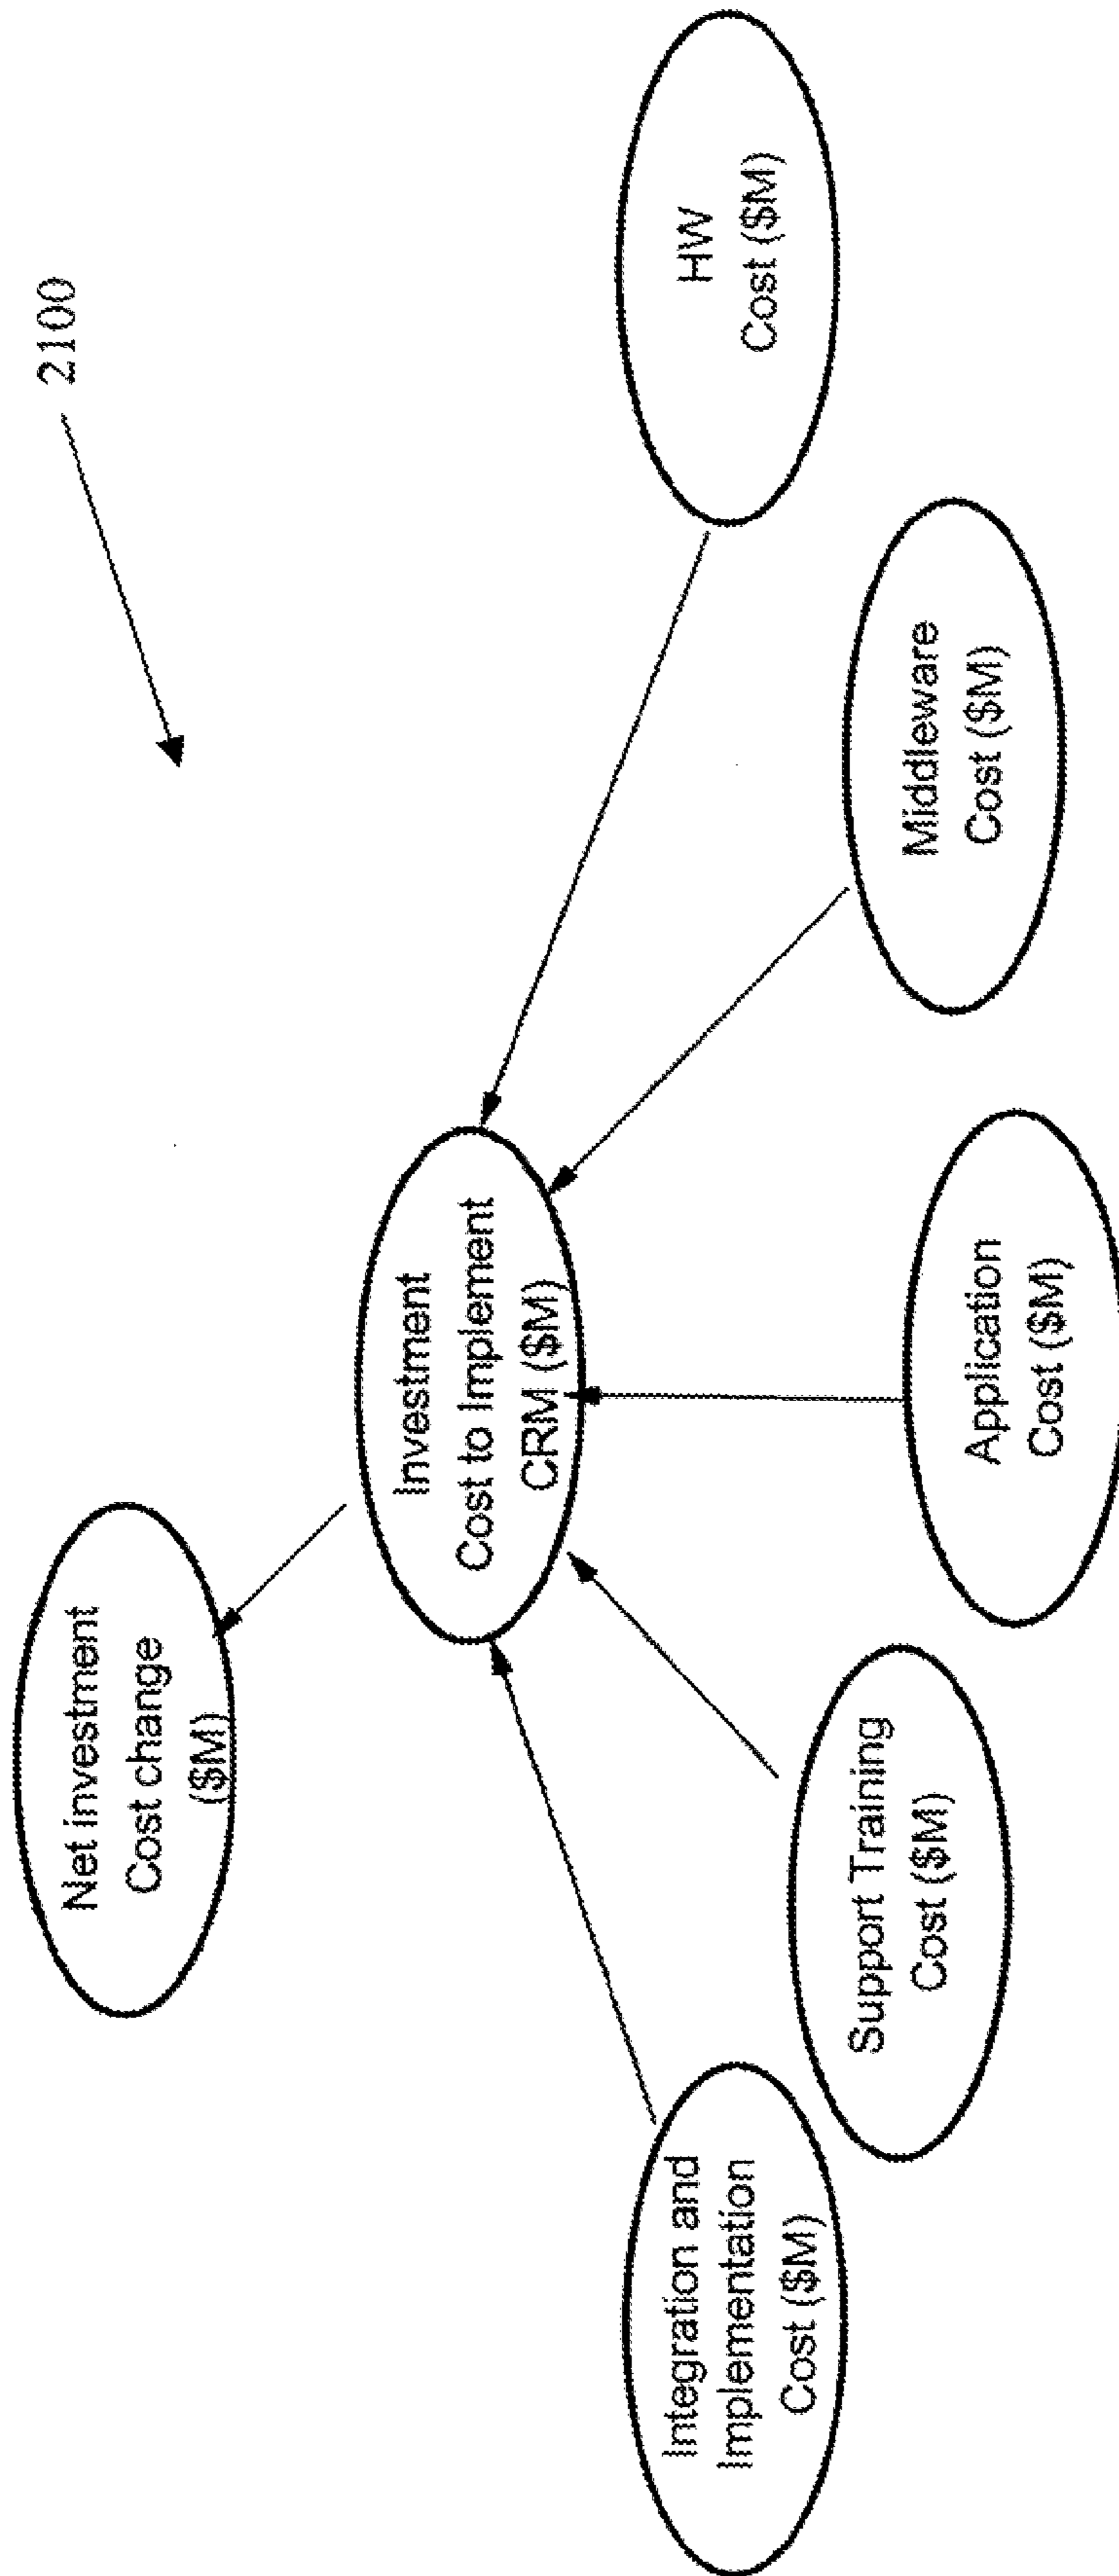 2100
Net investment
Cost change
($M)
Investment
Cost to Implement
CRM ($M)
Integration and
Implementation
Cost ($M)
Support Training
Cost ($M)
Application
Cost ($M)
Middleware
Cost ($M)
HW
Cost ($M)